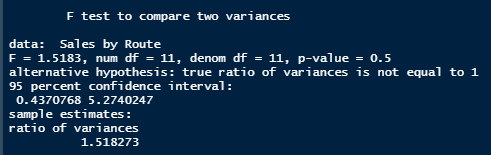 F test to compare two variances
data:  Sales by Route
F = 1.5183, num df = 11, denom df = 11, p-value = 0.5
alternative hypothesis: true ratio of variances is not equal to 1
95 percent confidence interval:
0.4370768 5.2740247
sample estimates:
ratio of variances
1.518273